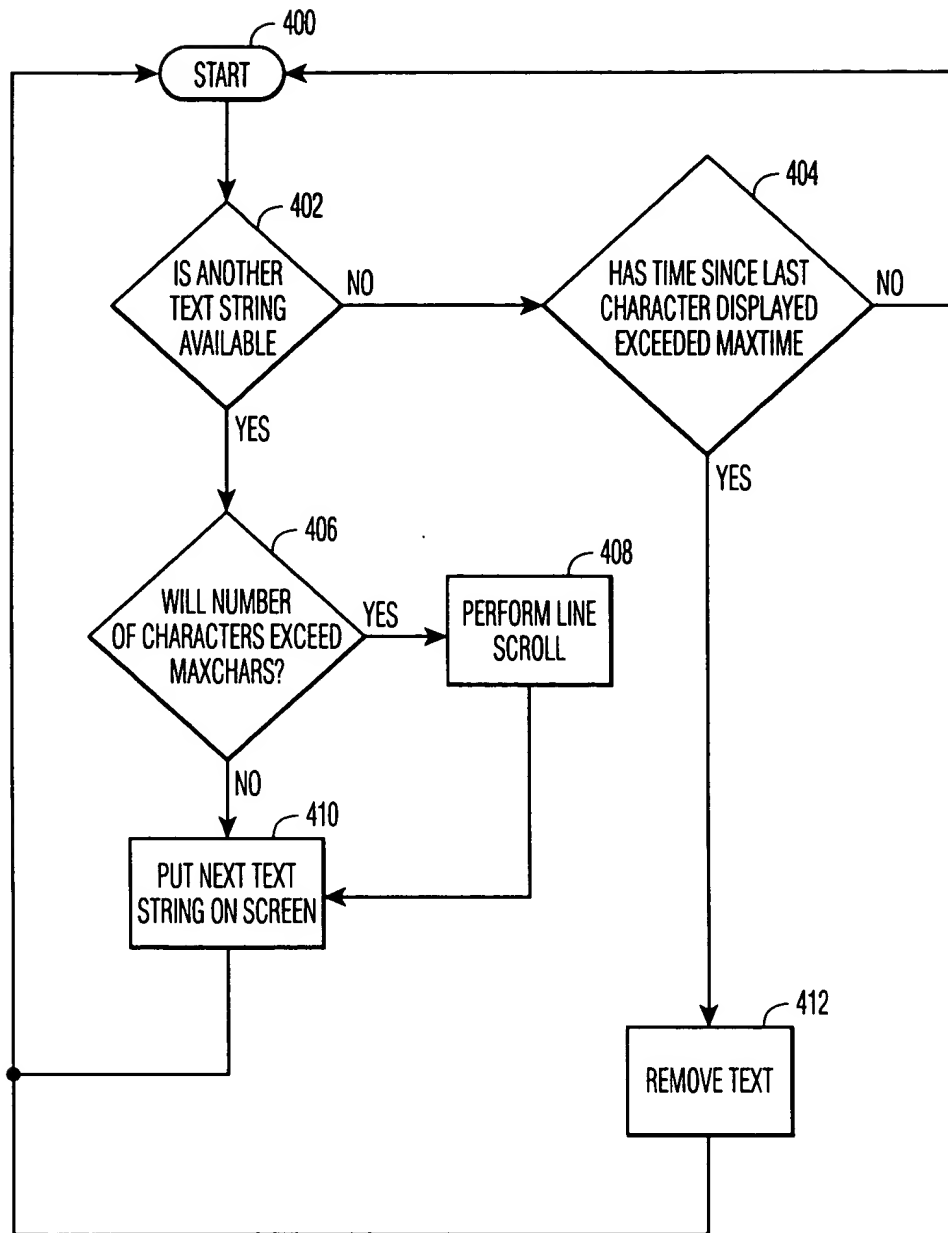 400
START
402
IS ANOTHER
TEXT STRING
AVAILABLE
NO
YES
404
HAS TIME SINCE LAST
CHARACTER DISPLAYED
EXCEEDED MAXTIME
NO
YES
406
WILL NUMBER
OF CHARACTERS EXCEED
MAXCHARS?
YES
NO
408
PERFORM LINE
SCROLL
410
PUT NEXT TEXT
STRING ON SCREEN
412
REMOVE TEXT